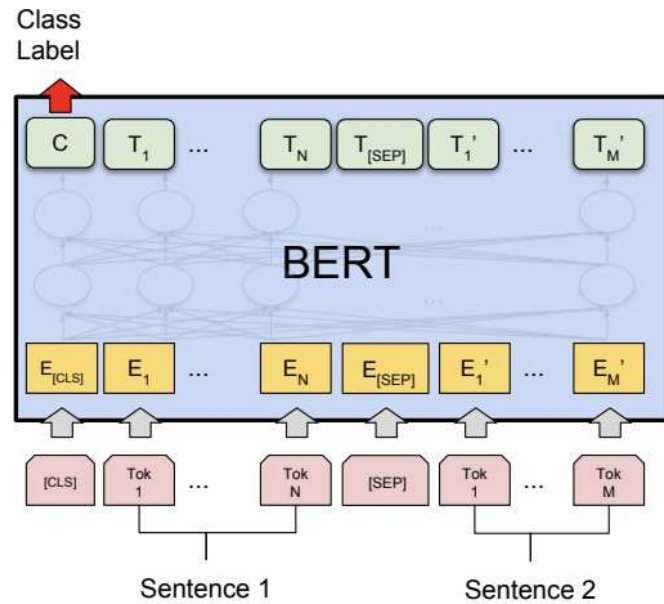 Class
Label
C T1 ... TN T[SEP] T1' ... TM'
...
BERT
...
E[CLS] E1 ... EN E[SEP] E1' ... EM'
[CLS] Tok 1 ... Tok N [SEP] Tok 1 ... Tok M
Sentence 1 Sentence 2